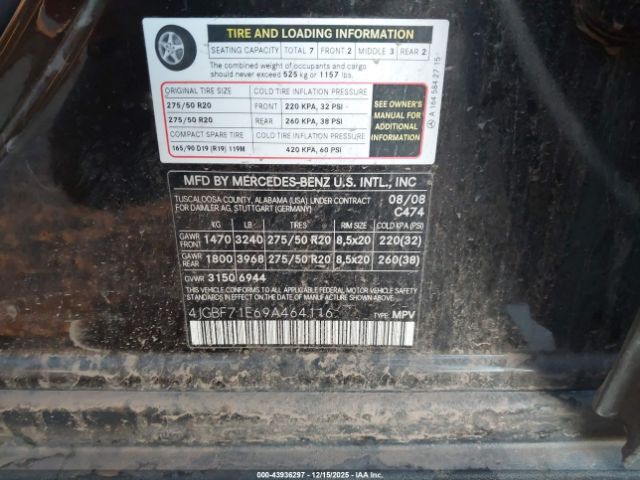 TIRE AND LOADING INFORMATION
SEATING CAPACITY TOTAL 7 FRONT 2 MIDDLE 3 REAR 2
The combined weight of occupants and cargo
should never exceed 525 kg or 1157 lbs.
ORIGINAL TIRE SIZE COLD TIRE INFLATION PRESSURE
275/50 R20 FRONT 220 KPA, 32 PSI
275/50 R20 REAR 260 KPA, 38 PSI
COMPACT SPARE TIRE COLD TIRE INFLATION PRESSURE
165/90 D19 (R19) 119M 420 KPA, 60 PSI
SEE OWNER'S
MANUAL FOR
ADDITIONAL
INFORMATION
A 164 584 27 15
MFD BY MERCEDES-BENZ U.S. INTL., INC
TUSCALOOSA COUNTY, ALABAMA (USA) UNDER CONTRACT 08/08
FOR DAIMLER AG, STUTTGART (GERMANY) C474
KG LB TIRES RIM SIZE COLD KPA (PSI)
GAWR FRONT 1470 3240 275/50 R20 8,5x20 220(32)
GAWR REAR 1800 3968 275/50 R20 8,5x20 260(38)
GVWR 3150 6944
THIS VEHICLE CONFORMS TO ALL APPLICABLE FEDERAL MOTOR VEHICLE
SAFETY STANDARDS IN EFFECT ON THE DATE OF MANUFACTURE SHOWN ABOVE.
4JGBF71E69A464116 TYPE: MPV
000-43936297 - 12/15/2025 - IAA, Inc.